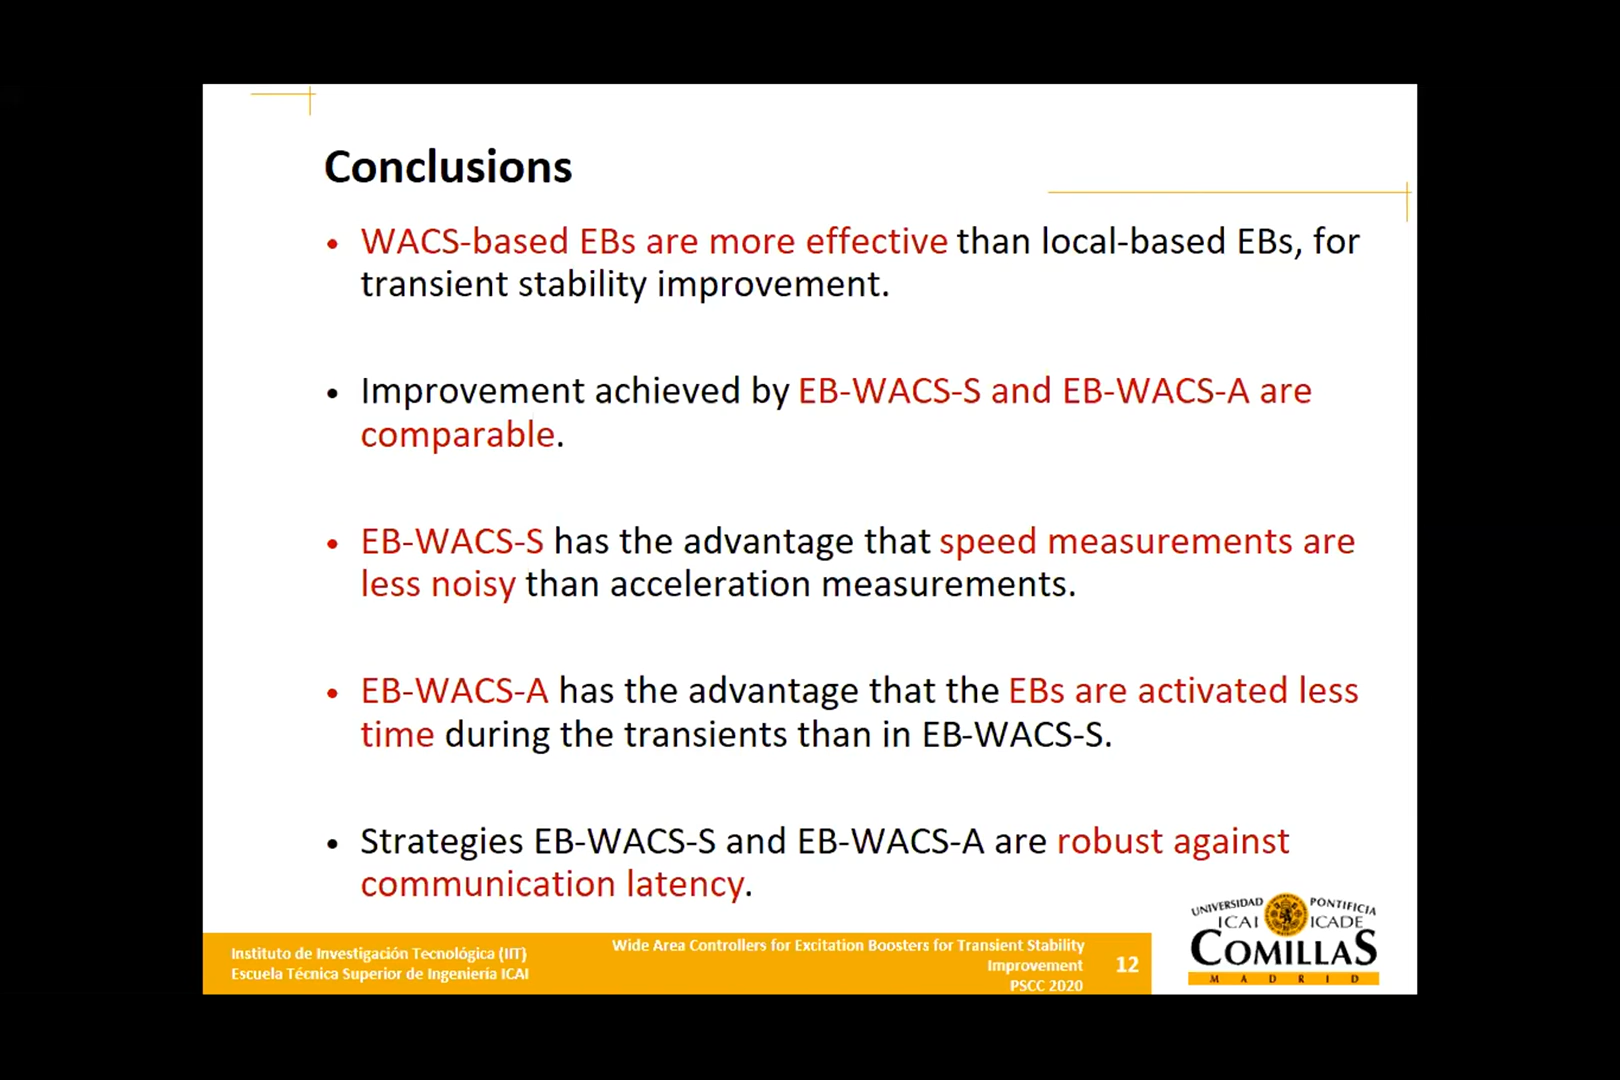 Conclusions
• WACS-based EBs are more effective than local-based EBs, for
transient stability improvement.
• Improvement achieved by EB-WACS-S and EB-WACS-A are
comparable.
• EB-WACS-S has the advantage that speed measurements are
less noisy than acceleration measurements.
• EB-WACS-A has the advantage that the EBs are activated less
time during the transients than in EB-WACS-S.
• Strategies EB-WACS-S and EB-WACS-A are robust against
communication latency.
Instituto de Investigación Tecnológica (IIT)
Escuela Técnica Superior de Ingeniería ICAI
Wide Area Controllers for Excitation Boosters for Transient Stability
Improvement
PSCC 2020
12
UNIVERSIDAD PONTIFICIA
ICAI ICADE
COMILLAS
MADRID